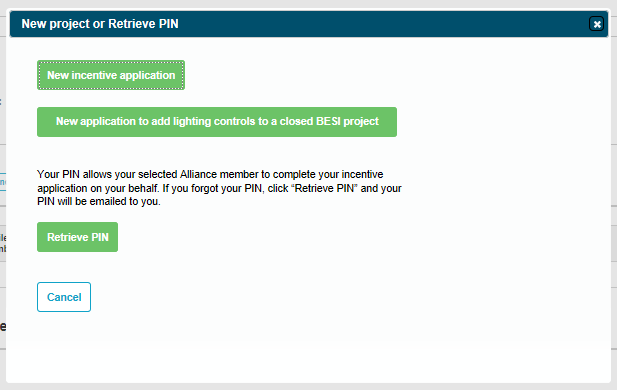 New project or Retrieve PIN
New incentive application
New application to add lighting controls to a closed BESI project
Your PIN allows your selected Alliance member to complete your incentive
application on your behalf. If you forgot your PIN, click “Retrieve PIN” and your
PIN will be emailed to you.
Retrieve PIN
Cancel